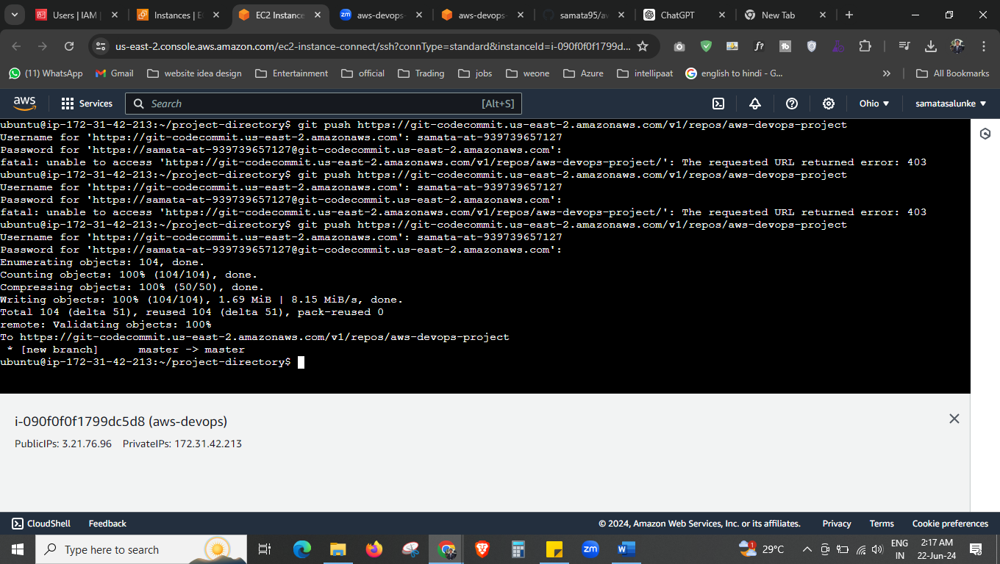 Users | IAM
Instances | E
EC2 Instance
aws-devops-
aws-devops-
samata95/aw
ChatGPT
New Tab
us-east-2.console.aws.amazon.com/ec2-instance-connect/ssh?connType=standard&instanceId=i-090f0f0f1799d...
(11) WhatsApp
Gmail
website idea design
Entertainment
official
Trading
jobs
weone
Azure
intellipaat
english to hindi - G...
All Bookmarks
aws
Services
Search
[Alt+S]
Ohio
samatasalunke
ubuntu@ip-172-31-42-213:~/project-directory$ git push https://git-codecommit.us-east-2.amazonaws.com/v1/repos/aws-devops-project
Username for 'https://git-codecommit.us-east-2.amazonaws.com': samata-at-939739657127
Password for 'https://samata-at-939739657127@git-codecommit.us-east-2.amazonaws.com':
fatal: unable to access 'https://git-codecommit.us-east-2.amazonaws.com/v1/repos/aws-devops-project/': The requested URL returned error: 403
ubuntu@ip-172-31-42-213:~/project-directory$ git push https://git-codecommit.us-east-2.amazonaws.com/v1/repos/aws-devops-project
Username for 'https://git-codecommit.us-east-2.amazonaws.com': samata-at-939739657127
Password for 'https://samata-at-939739657127@git-codecommit.us-east-2.amazonaws.com':
fatal: unable to access 'https://git-codecommit.us-east-2.amazonaws.com/v1/repos/aws-devops-project/': The requested URL returned error: 403
ubuntu@ip-172-31-42-213:~/project-directory$ git push https://git-codecommit.us-east-2.amazonaws.com/v1/repos/aws-devops-project
Username for 'https://git-codecommit.us-east-2.amazonaws.com': samata-at-939739657127
Password for 'https://samata-at-939739657127@git-codecommit.us-east-2.amazonaws.com':
Enumerating objects: 104, done.
Counting objects: 100% (104/104), done.
Compressing objects: 100% (50/50), done.
Writing objects: 100% (104/104), 1.69 MiB | 8.15 MiB/s, done.
Total 104 (delta 51), reused 104 (delta 51), pack-reused 0
remote: Validating objects: 100%
To https://git-codecommit.us-east-2.amazonaws.com/v1/repos/aws-devops-project
 * [new branch]      master -> master
ubuntu@ip-172-31-42-213:~/project-directory$
i-090f0f0f1799dc5d8 (aws-devops)
PublicIPs: 3.21.76.96 PrivateIPs: 172.31.42.213
CloudShell
Feedback
© 2024, Amazon Web Services, Inc. or its affiliates.
Privacy
Terms
Cookie preferences
Type here to search
29°C
ENG
IN
2:17 AM
22-Jun-24